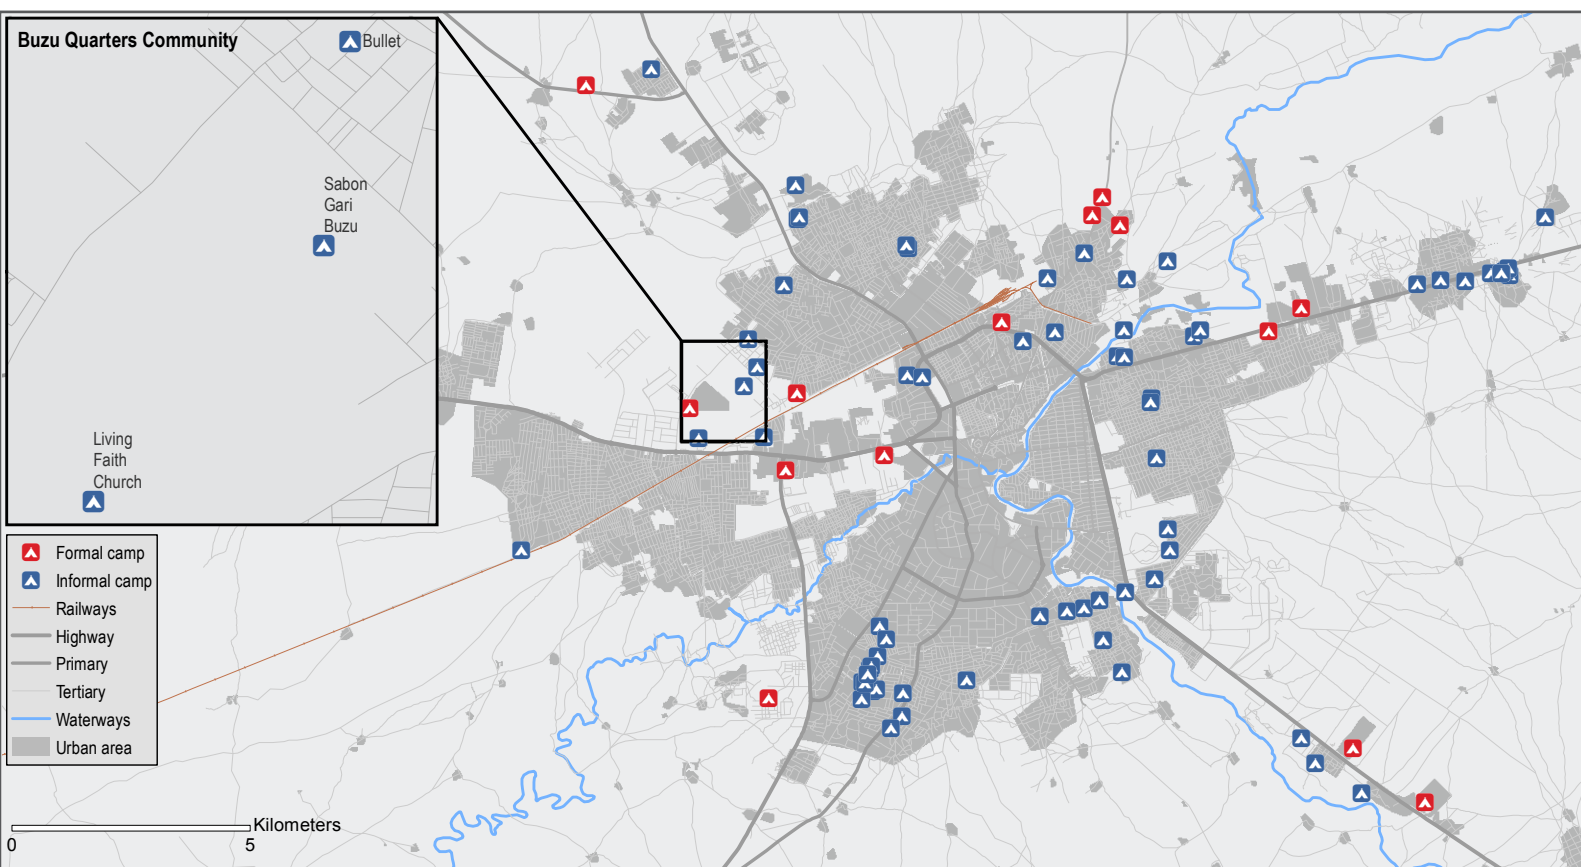 Buzu Quarters Community
Bullet
Sabon
Gari
Buzu
Living
Faith
Church
Formal camp
Informal camp
Railways
Highway
Primary
Tertiary
Waterways
Urban area
Kilometers
0 5